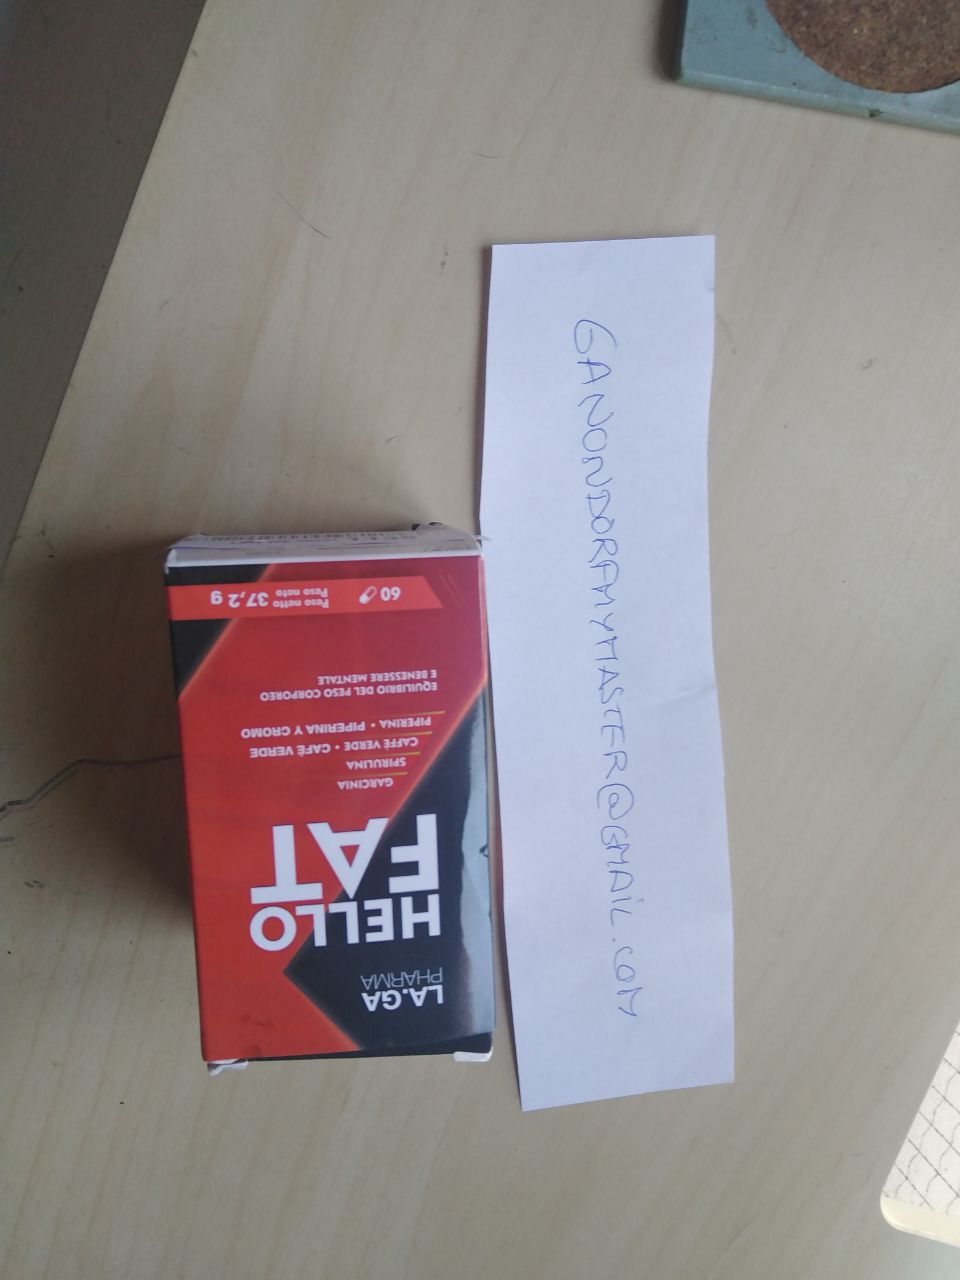 LA.GA
PHARMA
HELLO
FAT
GARCINIA
SPIRULINA
CAFFÈ VERDE • CAFÉ VERDE
PIPERINA • PIPERINA Y CROMO
EQUILIBRIO DEL PESO CORPOREO
E BENESSERE MENTALE
60
Peso netto
Peso neto
37,2 g
GANONDORFMYMASTER@GMAIL.COM